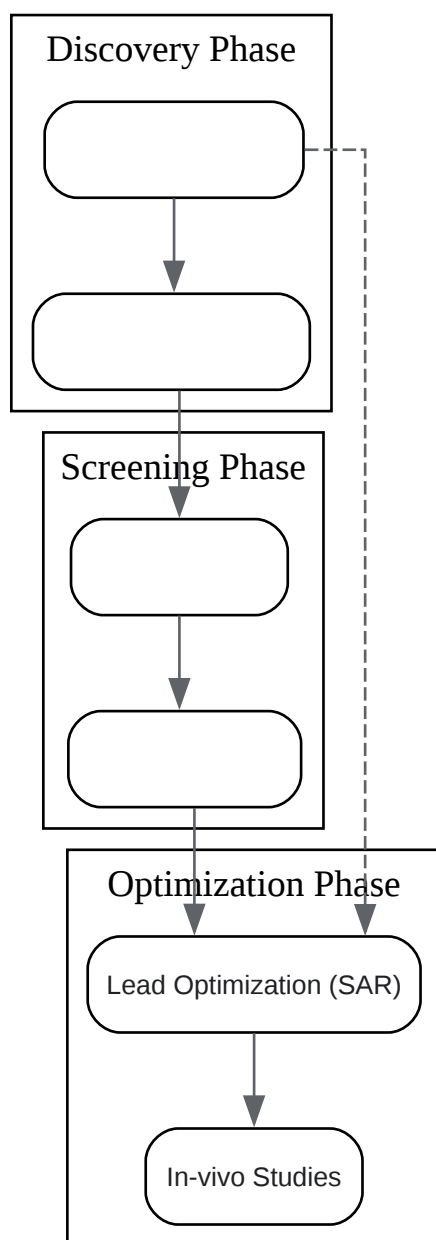 Discovery Phase
Screening Phase
Optimization Phase
Lead Optimization (SAR)
In-vivo Studies